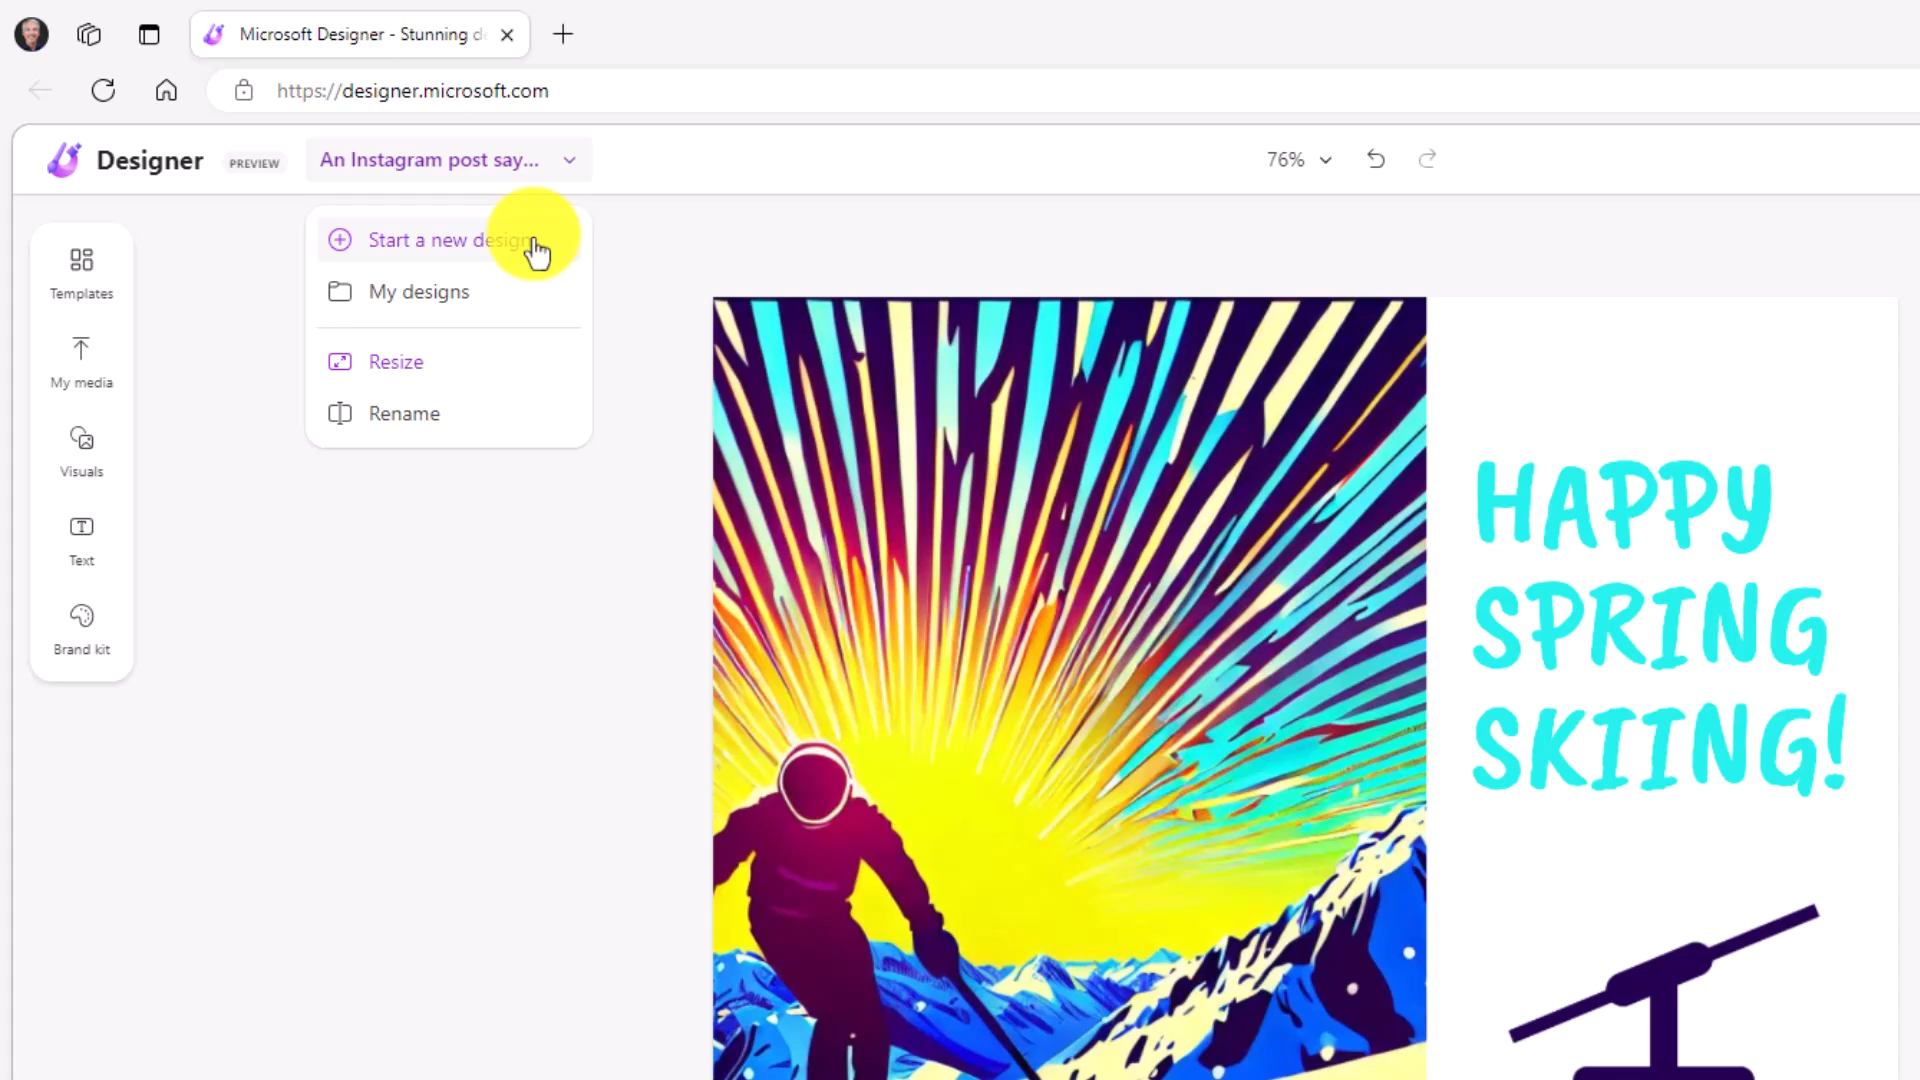 Microsoft Designer - Stunning de
https://designer.microsoft.com
Designer
PREVIEW
An Instagram post say...
76%
Start a new design
My designs
Resize
Rename
Templates
My media
Visuals
Text
Brand kit
HAPPY
SPRING
SKIING!